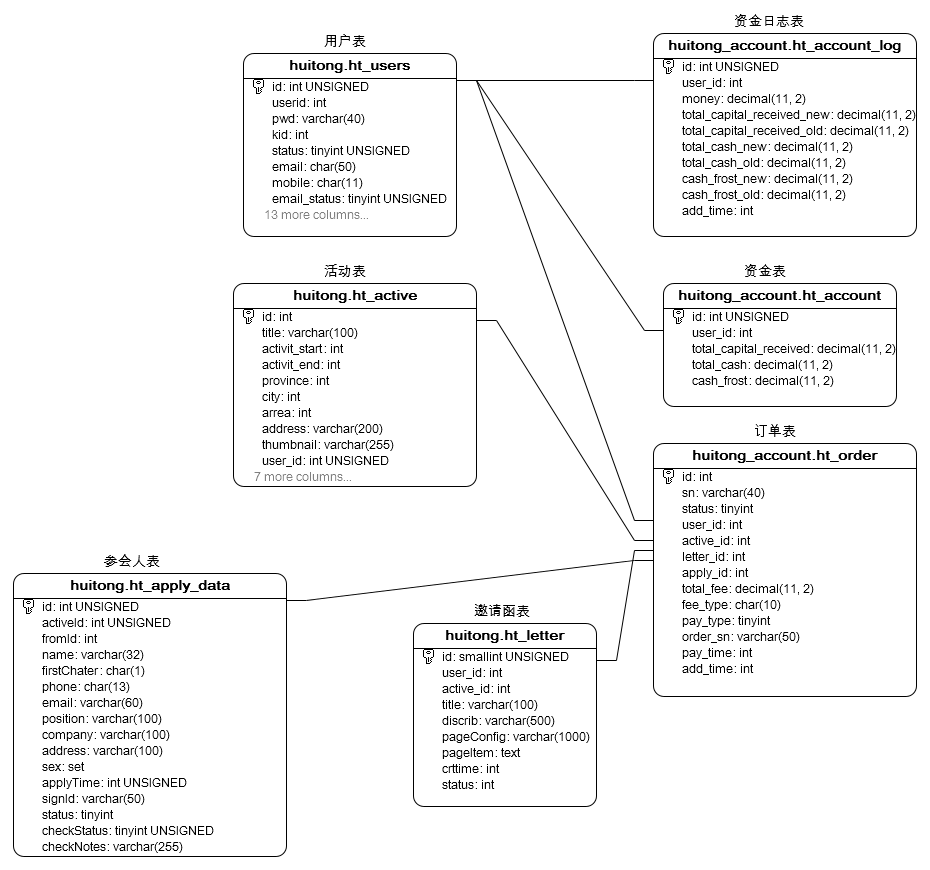 用户表
huitong.ht_users
id: int UNSIGNED
userid: int
pwd: varchar(40)
kid: int
status: tinyint UNSIGNED
email: char(50)
mobile: char(11)
email_status: tinyint UNSIGNED
13 more columns...
资金日志表
huitong_account.ht_account_log
id: int UNSIGNED
user_id: int
money: decimal(11, 2)
total_capital_received_new: decimal(11, 2)
total_capital_received_old: decimal(11, 2)
total_cash_new: decimal(11, 2)
total_cash_old: decimal(11, 2)
cash_frost_new: decimal(11, 2)
cash_frost_old: decimal(11, 2)
add_time: int
活动表
huitong.ht_active
id: int
title: varchar(100)
activit_start: int
activit_end: int
province: int
city: int
arrea: int
address: varchar(200)
thumbnail: varchar(255)
user_id: int UNSIGNED
7 more columns...
资金表
huitong_account.ht_account
id: int UNSIGNED
user_id: int
total_capital_received: decimal(11, 2)
total_cash: decimal(11, 2)
cash_frost: decimal(11, 2)
订单表
huitong_account.ht_order
id: int
sn: varchar(40)
status: tinyint
user_id: int
active_id: int
letter_id: int
apply_id: int
total_fee: decimal(11, 2)
fee_type: char(10)
pay_type: tinyint
order_sn: varchar(50)
pay_time: int
add_time: int
参会人表
huitong.ht_apply_data
id: int UNSIGNED
activeId: int UNSIGNED
fromId: int
name: varchar(32)
firstChater: char(1)
phone: char(13)
email: varchar(60)
position: varchar(100)
company: varchar(100)
address: varchar(100)
sex: set
applyTime: int UNSIGNED
signId: varchar(50)
status: tinyint
checkStatus: tinyint UNSIGNED
checkNotes: varchar(255)
邀请函表
huitong.ht_letter
id: smallint UNSIGNED
user_id: int
active_id: int
title: varchar(100)
discrib: varchar(500)
pageConfig: varchar(1000)
pageItem: text
crttime: int
status: int